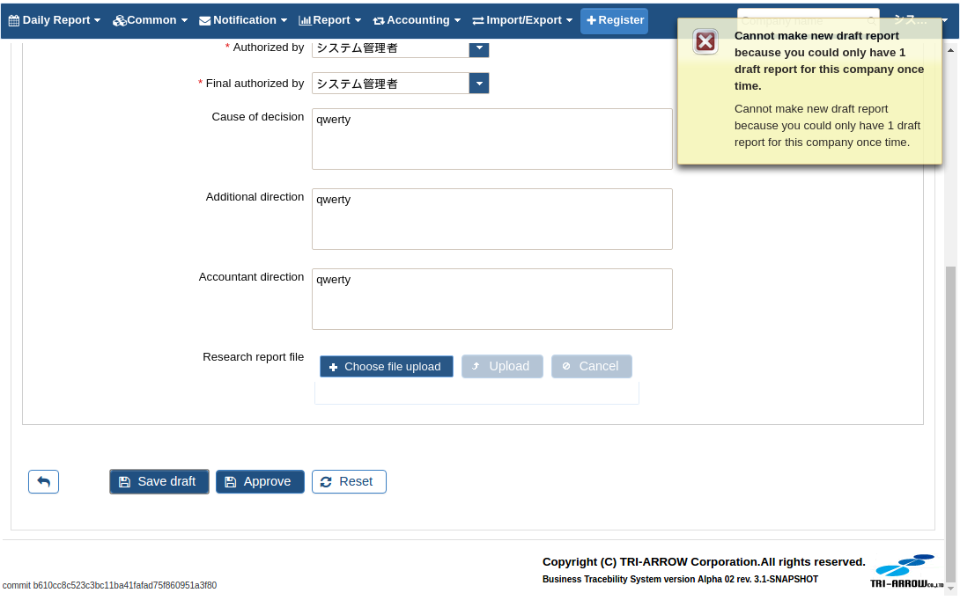 Daily Report Common Notification Report Accounting Import/Export Register Company name シス...
* Authorized by システム管理者
* Final authorized by システム管理者
Cause of decision qwerty
Additional direction qwerty
Accountant direction qwerty
Research report file
Choose file upload Upload Cancel
Cannot make new draft report
because you could only have 1
draft report for this company once
time.
Cannot make new draft report
because you could only have 1 draft
report for this company once time.
Save draft Approve Reset
Copyright (C) TRI-ARROW Corporation.All rights reserved.
Business Tracebility System version Alpha 02 rev. 3.1-SNAPSHOT
TRI-ARROW Co.,LTD
commit b610cc8c523c3bc11ba41fafad75f860951a3f80